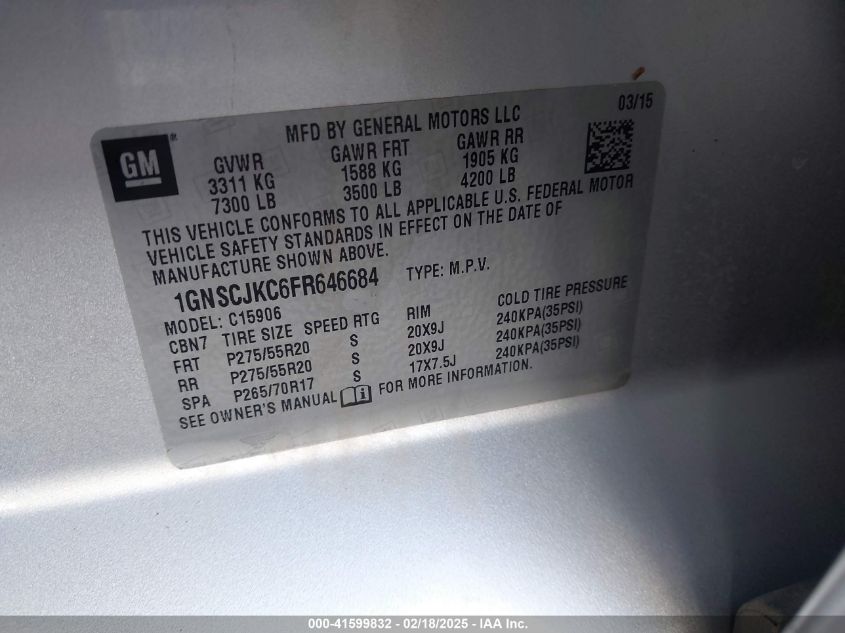 03/15
MFD BY GENERAL MOTORS LLC
GM®
GVWR GAWR FRT GAWR RR
3311 KG 1588 KG 1905 KG
7300 LB 3500 LB 4200 LB
THIS VEHICLE CONFORMS TO ALL APPLICABLE U.S. FEDERAL MOTOR
VEHICLE SAFETY STANDARDS IN EFFECT ON THE DATE OF
MANUFACTURE SHOWN ABOVE.
1GNSCJKC6FR646684 TYPE: M.P.V.
MODEL: C15906
CBN7 TIRE SIZE SPEED RTG RIM COLD TIRE PRESSURE
FRT P275/55R20 S 20X9J 240KPA(35PSI)
RR P275/55R20 S 20X9J 240KPA(35PSI)
SPA P265/70R17 S 17X7.5J 240KPA(35PSI)
SEE OWNER'S MANUAL i FOR MORE INFORMATION.
000-41599832 - 02/18/2025 - IAA Inc.